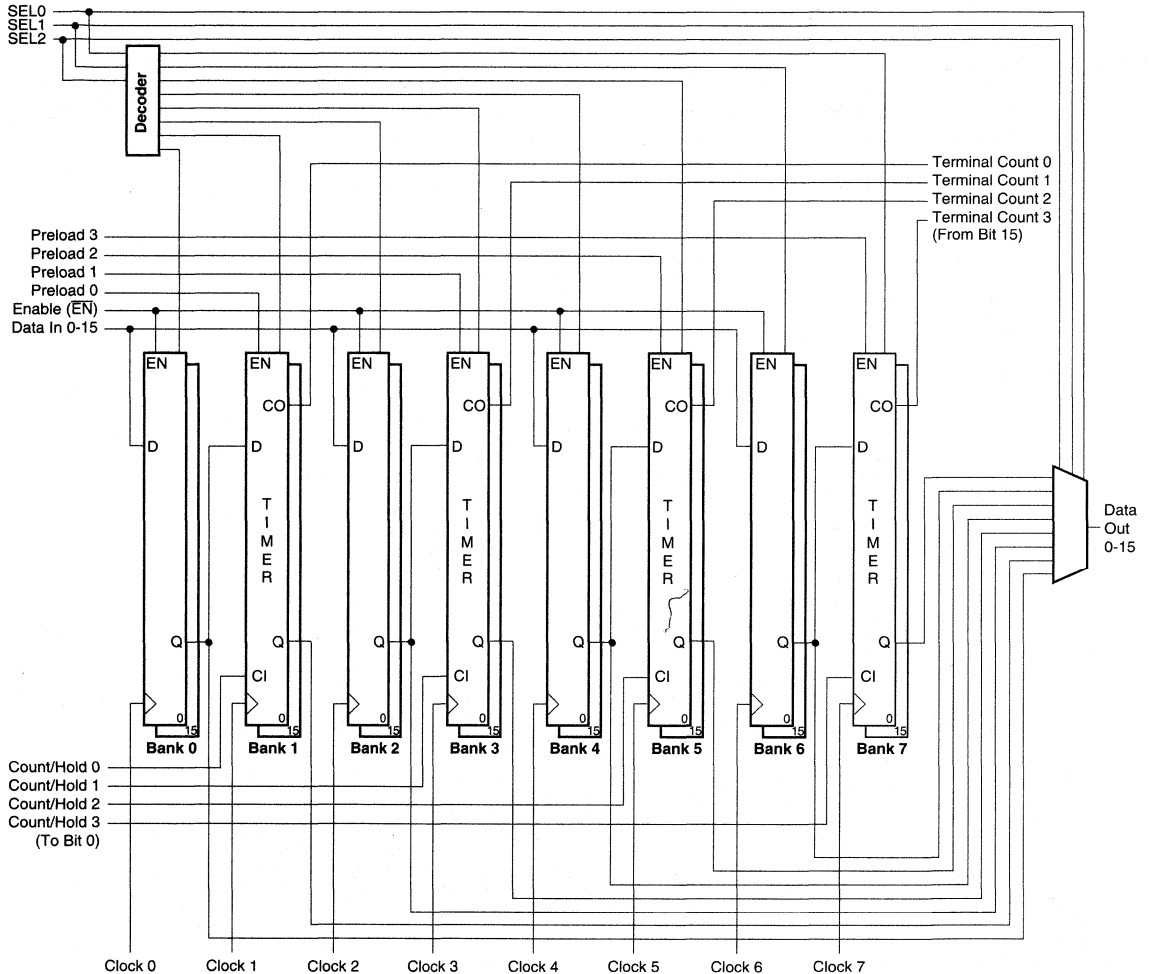 SEL0
SEL1
SEL2
Decoder
Terminal Count 0
Terminal Count 1
Terminal Count 2
Terminal Count 3
(From Bit 15)
Preload 3
Preload 2
Preload 1
Preload 0
Enable (E̅N̅)
Data In 0-15
EN EN EN EN EN EN EN EN
CO CO CO CO
D D D D D D D D
TIMER TIMER TIMER TIMER
Data
Out
0-15
Q Q Q Q Q Q Q Q
CI CI CI CI
0 0 0 0 0 0 0 0
15 15 15 15 15 15 15 15
Bank 0 Bank 1 Bank 2 Bank 3 Bank 4 Bank 5 Bank 6 Bank 7
Count/Hold 0
Count/Hold 1
Count/Hold 2
Count/Hold 3
(To Bit 0)
Clock 0 Clock 1 Clock 2 Clock 3 Clock 4 Clock 5 Clock 6 Clock 7